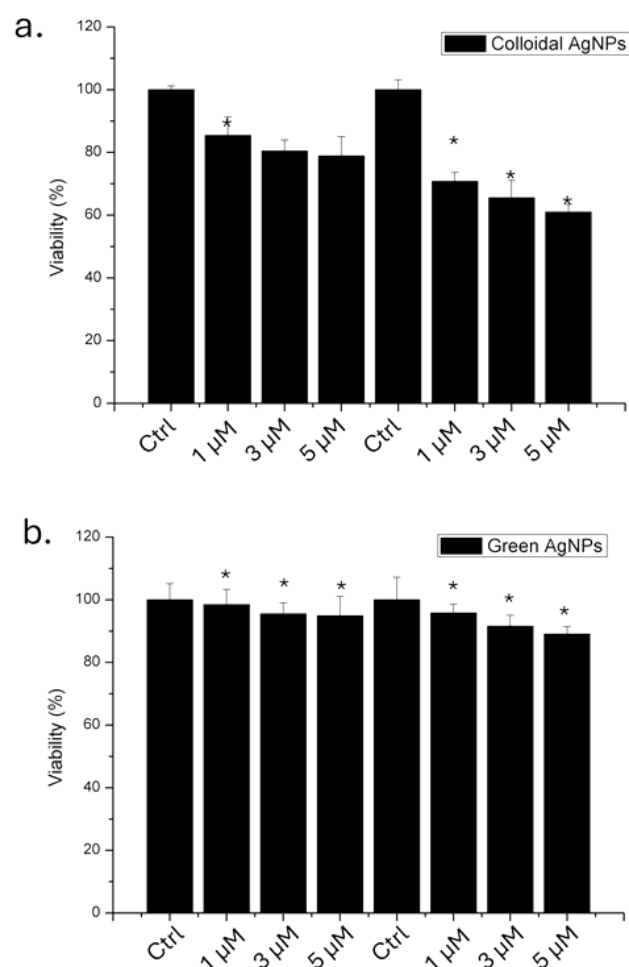 a.
120
Colloidal AgNPs
100
*
*
80
*
*
60
40
20
0
Viability (%)
Ctrl 1 µM 3 µM 5 µM Ctrl 1 µM 3 µM 5 µM
b.
120
Green AgNPs
* * * * * *
100
80
60
40
20
0
Viability (%)
Ctrl 1 µM 3 µM 5 µM Ctrl 1 µM 3 µM 5 µM